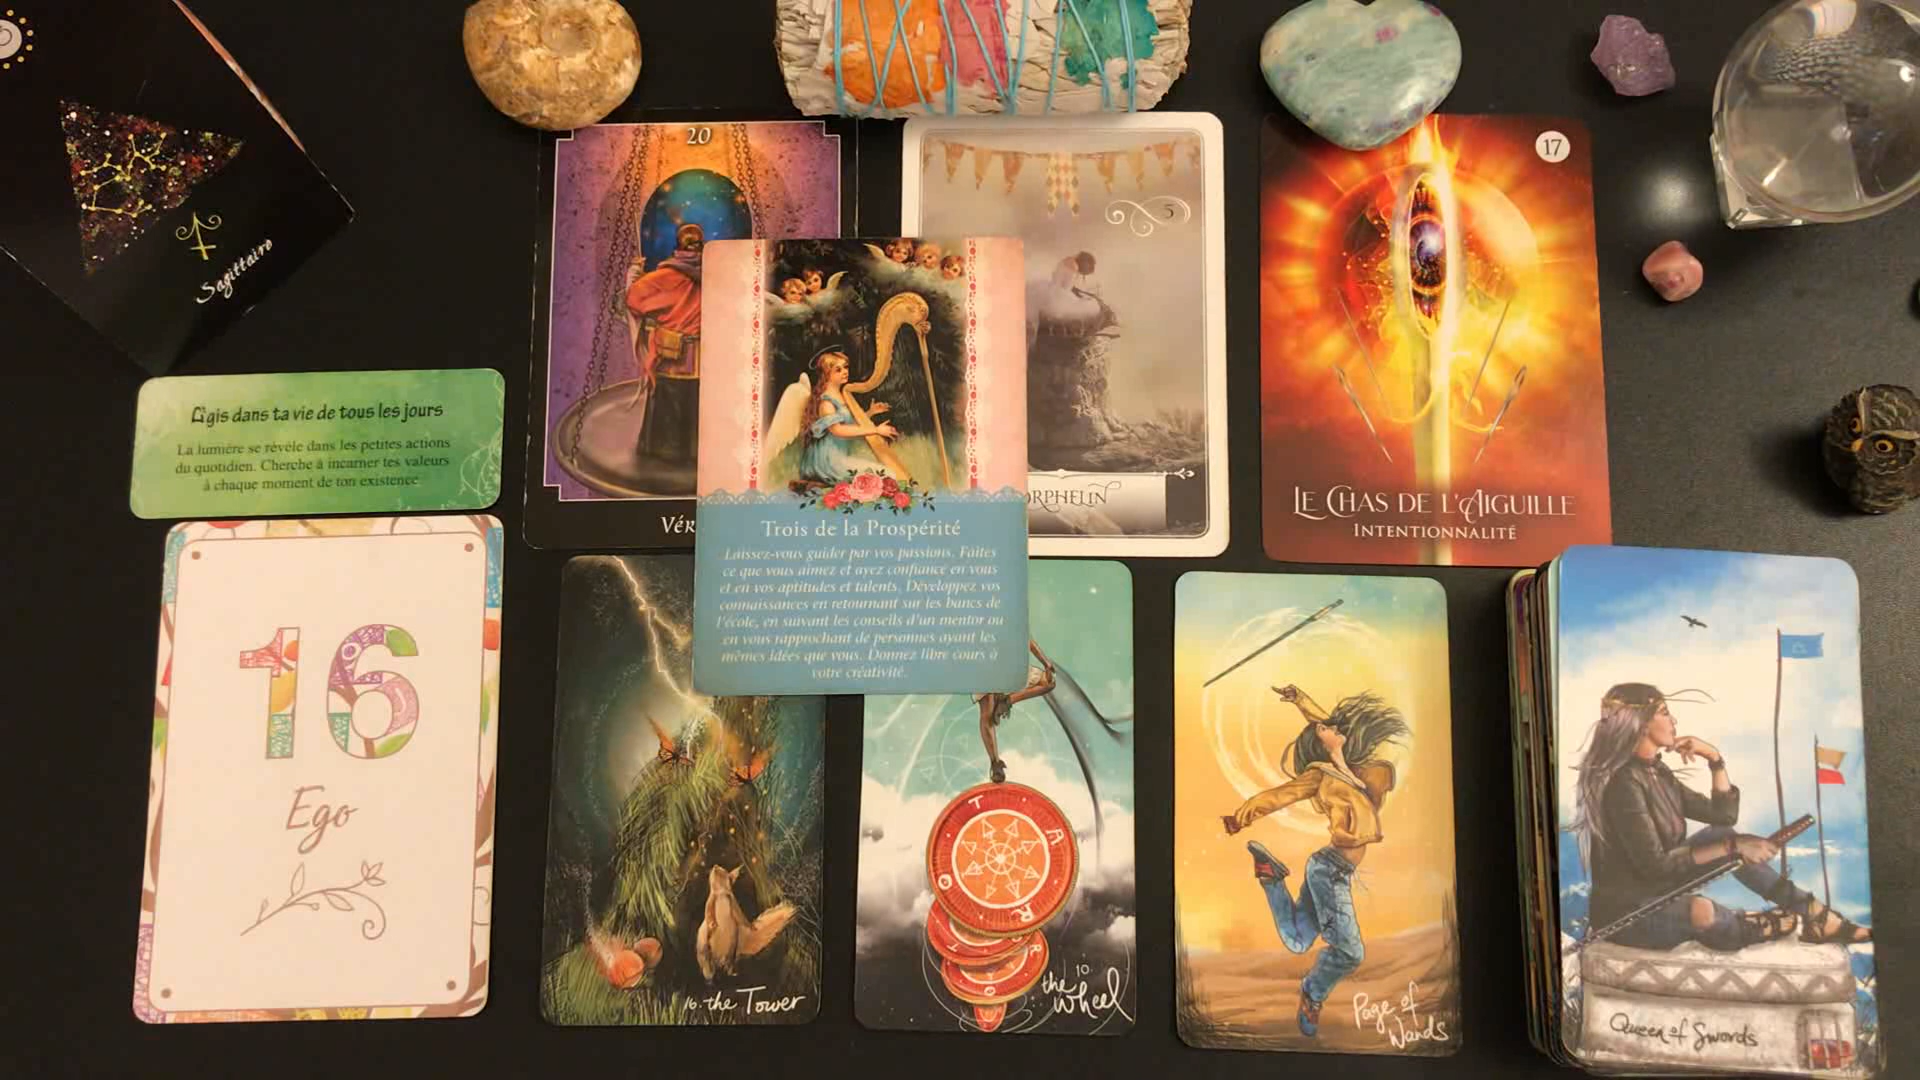 Sagittaire
Agis dans ta vie de tous les jours
La lumière se révèle dans les petites actions
du quotidien. Cherche à incarner tes valeurs
à chaque moment de ton existence
16
Ego
20
5
17
LE CHAS DE L'AIGUILLE
INTENTIONNALITÉ
Trois de la Prospérité
Laissez-vous guider par vos passions. Faites
ce que vous aimez et ayez confiance en vous
et en vos aptitudes et talents. Développez vos
connaissances en retournant sur les bancs de
l'école, en suivant les conseils d'un mentor ou
en vous rapprochant de personnes ayant les
mêmes idées que vous. Donnez libre cours à
votre créativité.
16. the Tower
TARO
10.
the Wheel
Page of
Wands
Queen of Swords